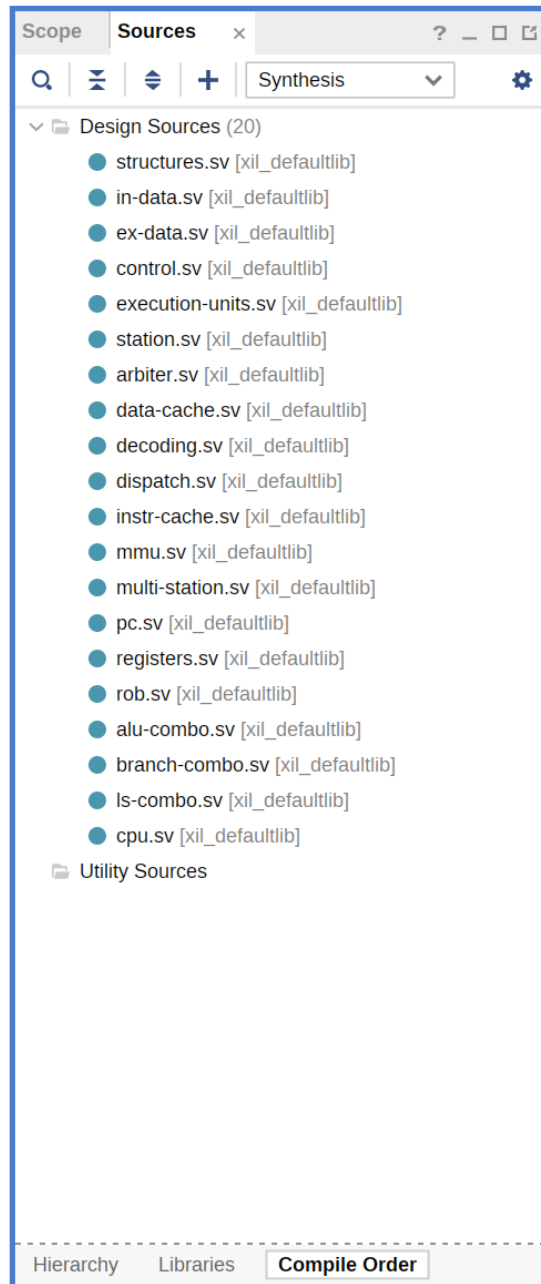 Scope Sources × ?
Synthesis
Design Sources (20)
structures.sv [xil_defaultlib]
in-data.sv [xil_defaultlib]
ex-data.sv [xil_defaultlib]
control.sv [xil_defaultlib]
execution-units.sv [xil_defaultlib]
station.sv [xil_defaultlib]
arbiter.sv [xil_defaultlib]
data-cache.sv [xil_defaultlib]
decoding.sv [xil_defaultlib]
dispatch.sv [xil_defaultlib]
instr-cache.sv [xil_defaultlib]
mmu.sv [xil_defaultlib]
multi-station.sv [xil_defaultlib]
pc.sv [xil_defaultlib]
registers.sv [xil_defaultlib]
rob.sv [xil_defaultlib]
alu-combo.sv [xil_defaultlib]
branch-combo.sv [xil_defaultlib]
ls-combo.sv [xil_defaultlib]
cpu.sv [xil_defaultlib]
Utility Sources
Hierarchy Libraries Compile Order